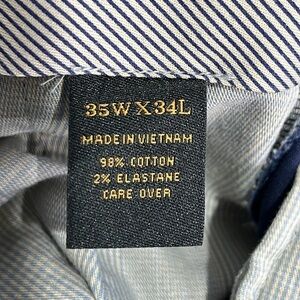 35W X 34L
MADE IN VIETNAM
98% COTTON
2% ELASTANE
CARE OVER